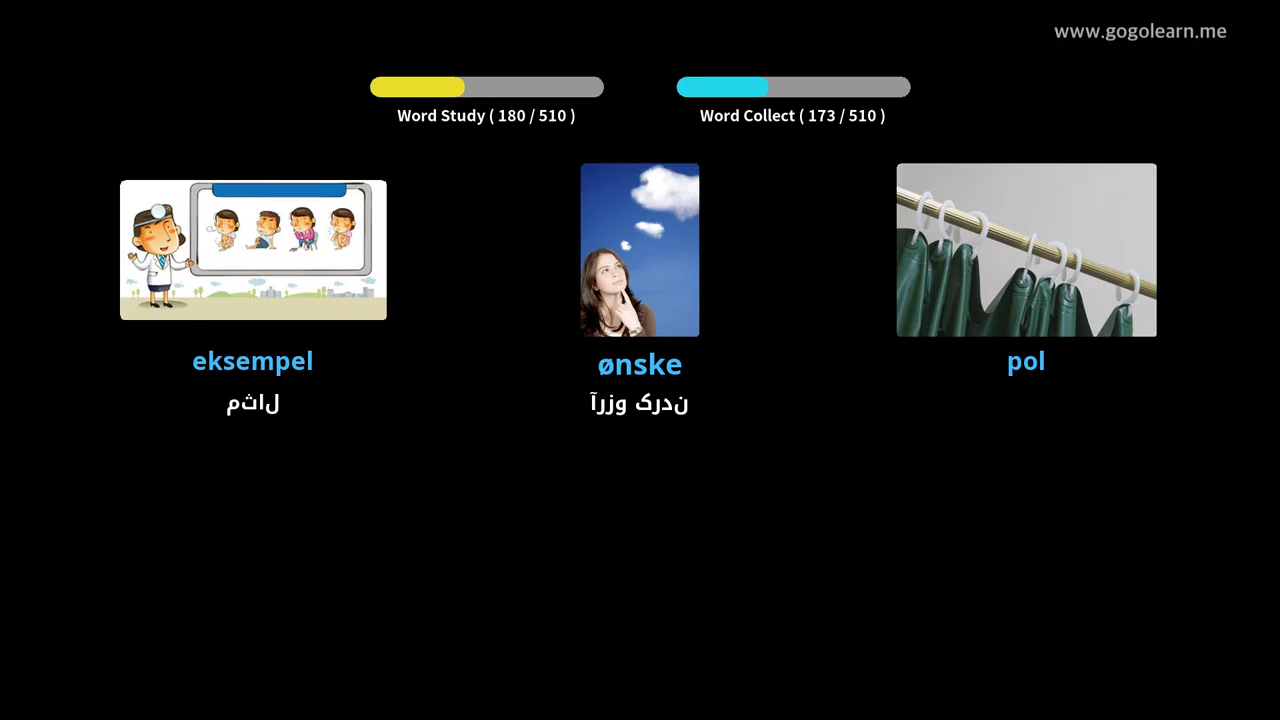 www.gogolearn.me
Word Study ( 180 / 510 )
Word Collect ( 173 / 510 )
eksempel
مثال
ønske
آرزو کردن
pol